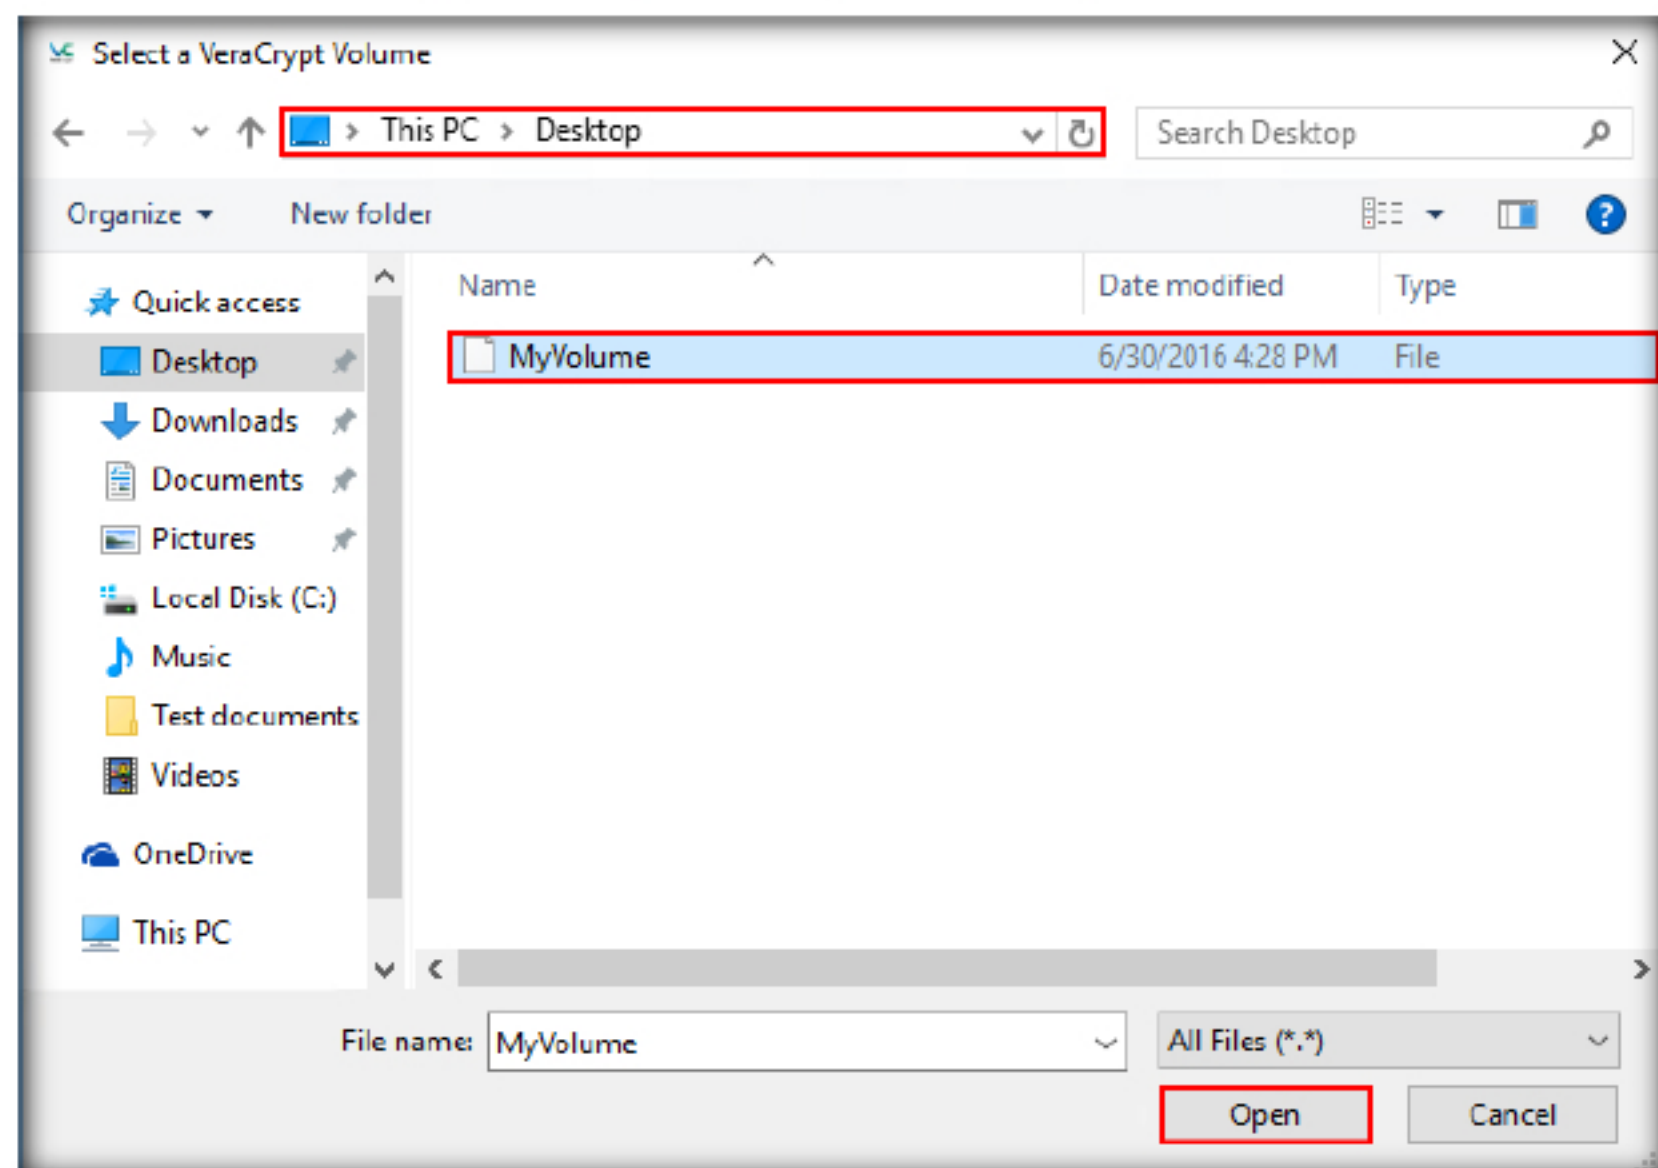 Select a VeraCrypt Volume
This PC > Desktop
Search Desktop
Organize
New folder
Name
Date modified
Type
Quick access
Desktop
Downloads
Documents
Pictures
Local Disk (C:)
Music
Test documents
Videos
OneDrive
This PC
MyVolume 6/30/2016 4:28 PM File
File name: MyVolume
All Files (*.*)
Open
Cancel